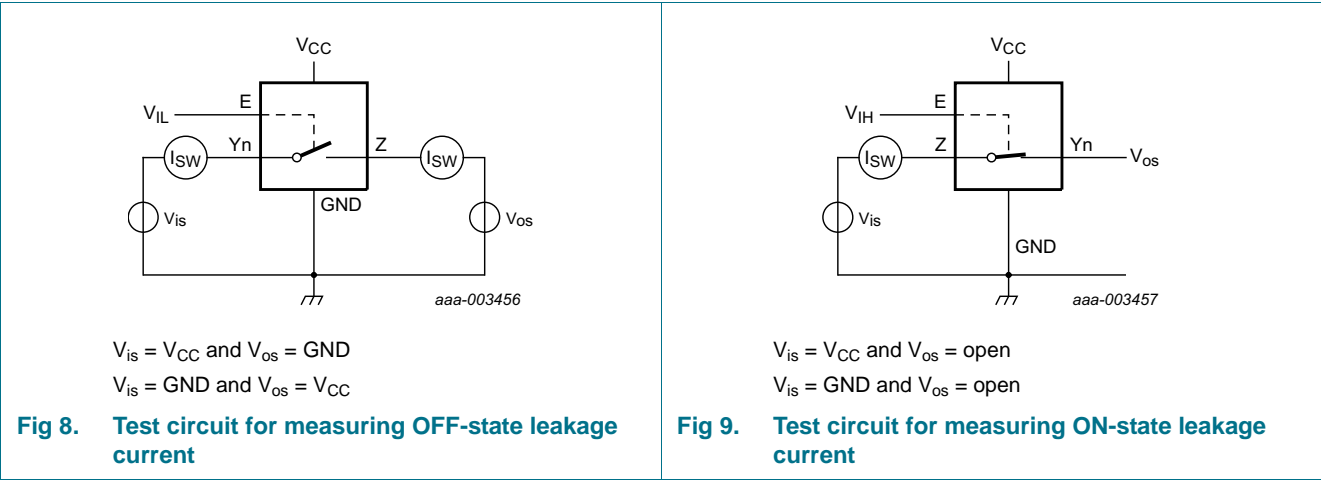 VCC
E
VIL
Yn
Z
ISW
ISW
GND
Vis
Vos
aaa-003456
Vis = VCC and Vos = GND
Vis = GND and Vos = VCC
Fig 8. Test circuit for measuring OFF-state leakage
current
VCC
E
VIH
Z
Yn
ISW
Vos
Vis
GND
aaa-003457
Vis = VCC and Vos = open
Vis = GND and Vos = open
Fig 9. Test circuit for measuring ON-state leakage
current